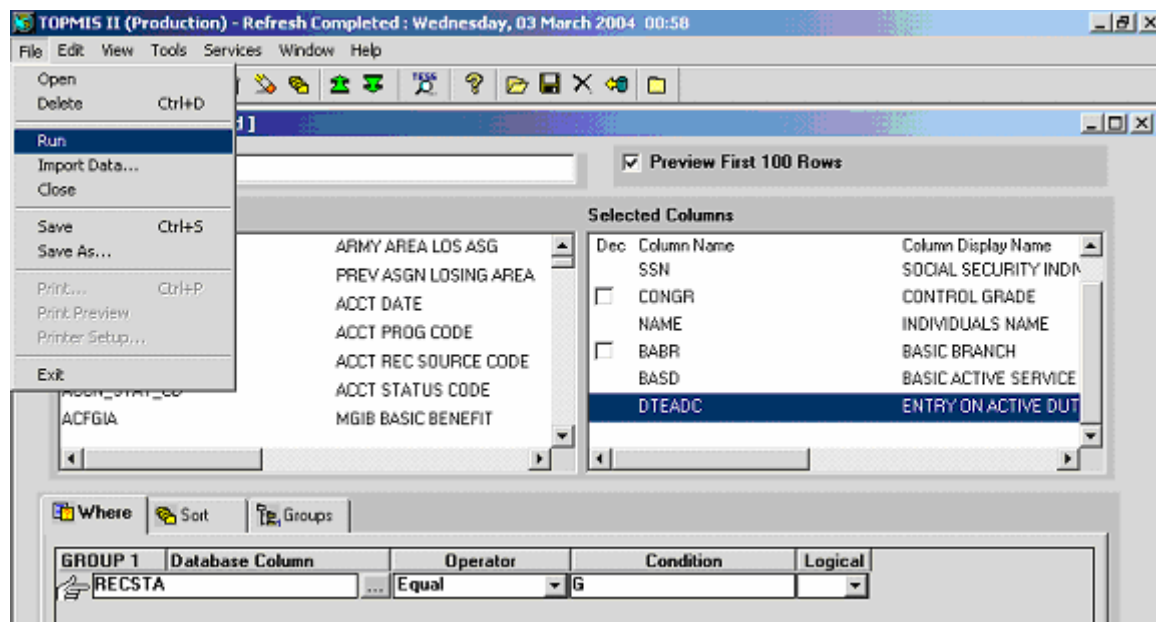 TOPMIS II (Production) - Refresh Completed : Wednesday, 03 March 2004 00:58
File Edit View Tools Services Window Help
Open
Delete Ctrl+D
Run
Import Data...
Close
Save Ctrl+S
Save As...
Print... Ctrl+P
Print Preview
Printer Setup...
Exit
TESS
]
Preview First 100 Rows
Selected Columns
ARMY AREA LOS ASG
PREV ASGN LOSING AREA
ACCT DATE
ACCT PROG CODE
ACCT REC SOURCE CODE
ACCT STATUS CODE
ACFGIA MGIB BASIC BENEFIT
Dec Column Name Column Display Name
SSN SOCIAL SECURITY INDIV
CONGR CONTROL GRADE
NAME INDIVIDUALS NAME
BABR BASIC BRANCH
BASD BASIC ACTIVE SERVICE
DTEADC ENTRY ON ACTIVE DUT
Where Sort Groups
GROUP 1 Database Column Operator Condition Logical
RECSTA ... Equal G